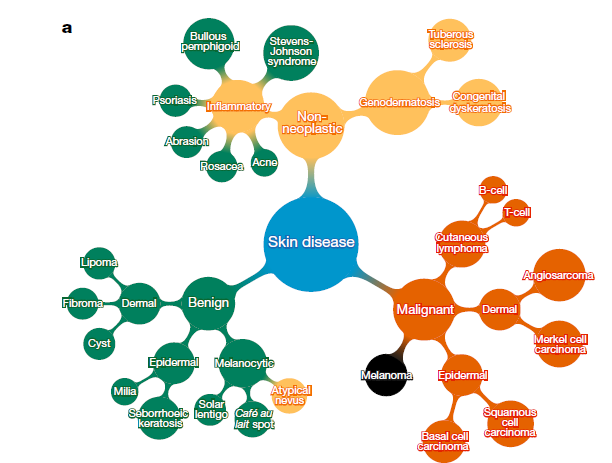 a
Bullous
pemphigoid
Stevens-
Johnson
syndrome
Psoriasis
Inflammatory
Abrasion
Rosacea
Acne
Non-
neoplastic
Genodermatosis
Tuberous
sclerosis
Congenital
dyskeratosis
Skin disease
B-cell
T-cell
Cutaneous
lymphoma
Angiosarcoma
Malignant
Dermal
Merkel cell
carcinoma
Melanoma
Epidermal
Squamous
cell
carcinoma
Basal cell
carcinoma
Lipoma
Fibroma
Dermal
Benign
Cyst
Epidermal
Melanocytic
Milia
Seborrhoeic
keratosis
Solar
lentigo
Café au
lait spot
Atypical
nevus